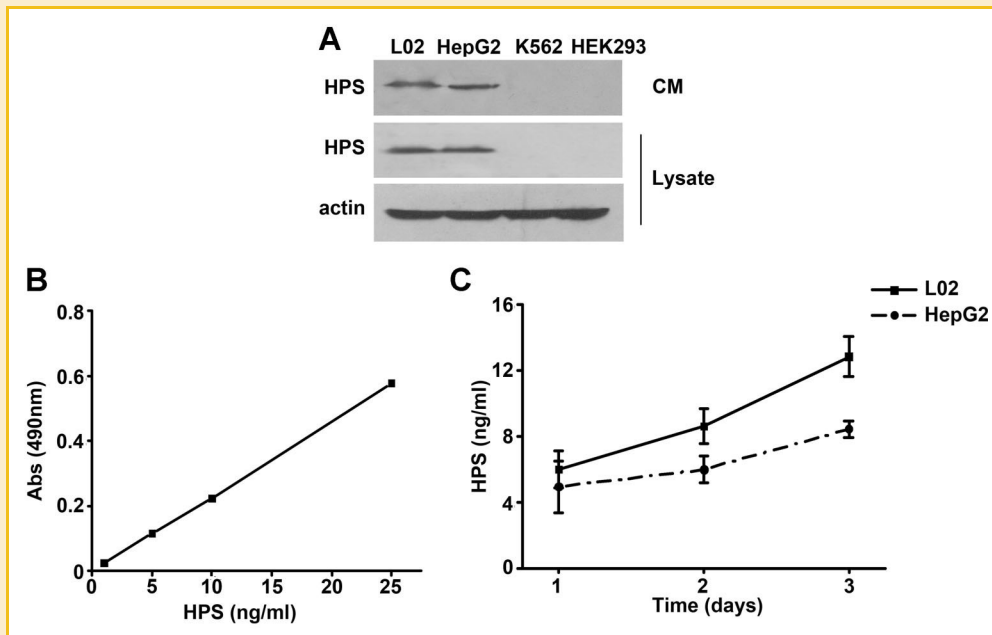 A
L02 HepG2 K562 HEK293
HPS
CM
HPS
Lysate
actin
B
0.8
0.6
0.4
0.2
0
Abs (490nm)
0 5 10 15 20 25
HPS (ng/ml)
C
L02
HepG2
16
12
8
4
0
HPS (ng/ml)
1 2 3
Time (days)